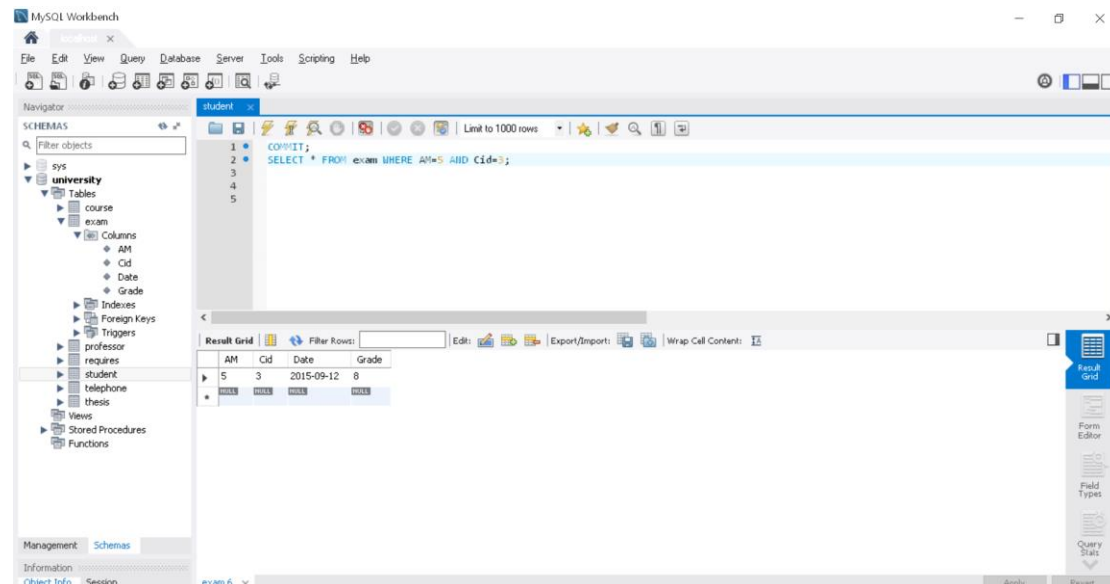 MySQL Workbench
localhost
File Edit View Query Database Server Tools Scripting Help
Navigator
student
SCHEMAS
Limit to 1000 rows
Filter objects
sys
university
Tables
course
exam
Columns
AM
Cid
Date
Grade
Indexes
Foreign Keys
Triggers
professor
requires
student
telephone
thesis
Views
Stored Procedures
Functions
Management Schemas
Information
Object Info Session
1 COMMIT;
2 SELECT * FROM exam WHERE AM=5 AND Cid=3;
3
4
5
Result Grid Filter Rows: Edit: Export/Import: Wrap Cell Content:
AM Cid Date Grade
5 3 2015-09-12 8
NULL NULL NULL NULL
Result Grid
Form Editor
Field Types
Query Stats
exam 6 Apply Revert